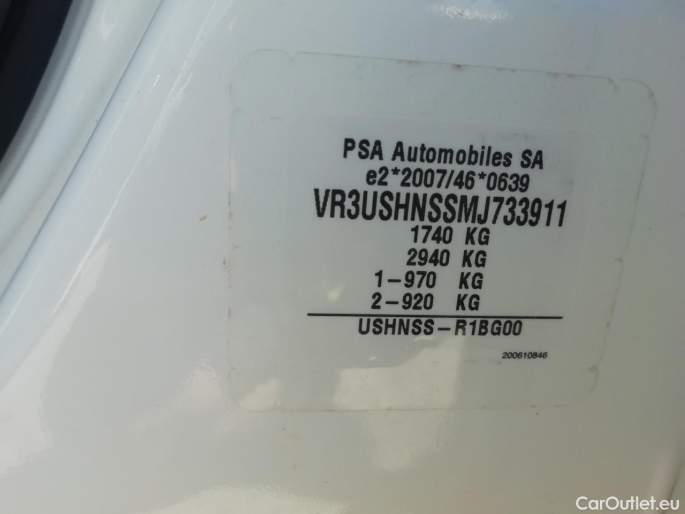 PSA Automobiles SA
e2*2007/46*0639
VR3USHNSSMJ733911
1740 KG
2940 KG
1-970 KG
2-920 KG
USHNSS-R1BG00
200610846
CarOutlet.eu